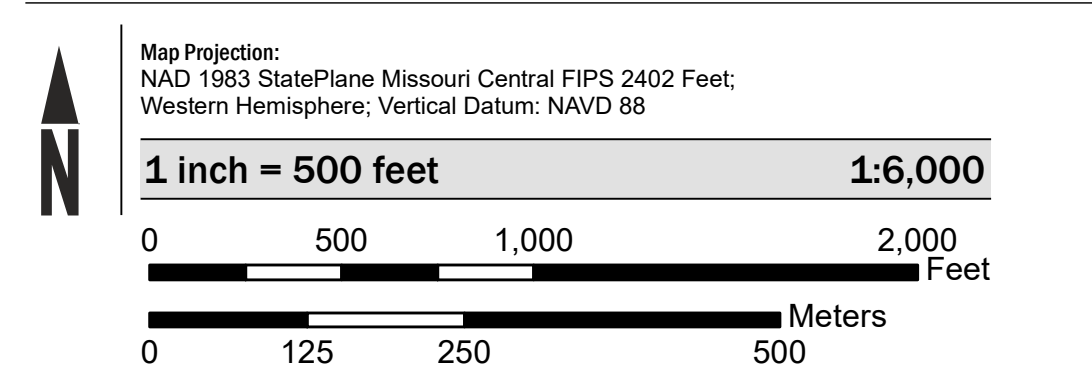 Map Projection:
NAD 1983 StatePlane Missouri Central FIPS 2402 Feet;
Western Hemisphere; Vertical Datum: NAVD 88
N
1 inch = 500 feet 1:6,000
0 500 1,000 2,000
Feet
Meters
0 125 250 500